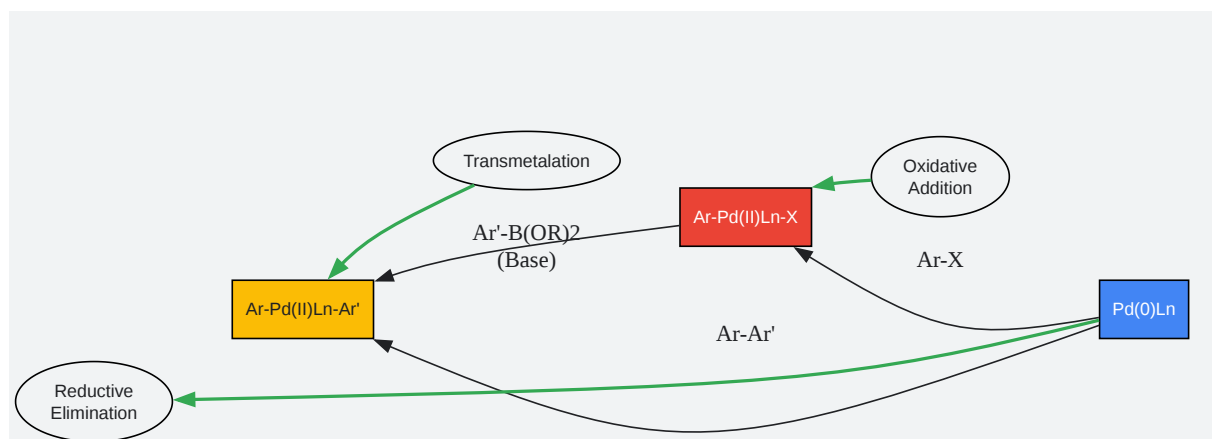 Transmetalation
Oxidative
Addition
Ar-Pd(II)Ln-X
Ar'-B(OR)2
(Base)
Ar-X
Ar-Pd(II)Ln-Ar'
Pd(0)Ln
Ar-Ar'
Reductive
Elimination